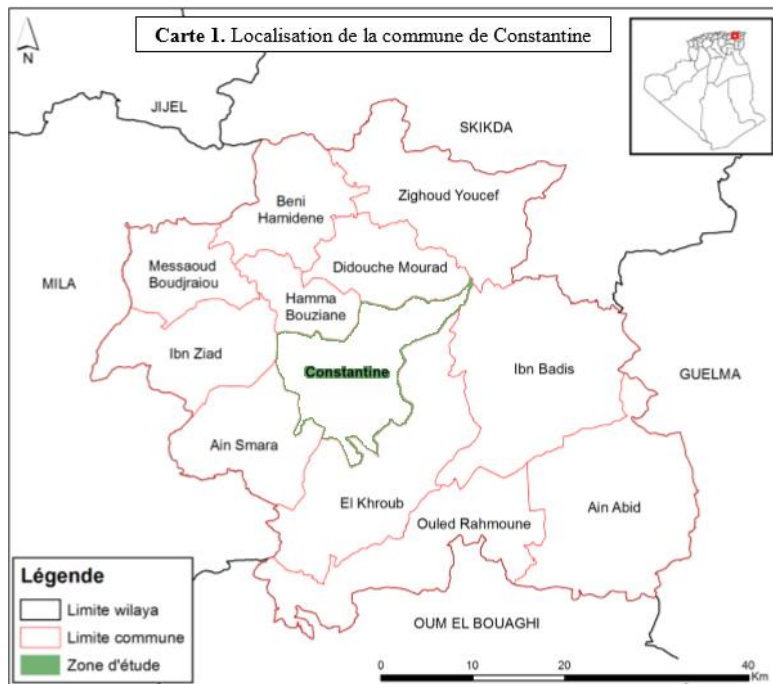 Carte 1. Localisation de la commune de Constantine
N
JIJEL
SKIKDA
Beni
Hamidene
Zighoud Youcef
MILA
Messaoud
Boudjraiou
Didouche Mourad
Hamma
Bouziane
Ibn Ziad
Constantine
Ibn Badis
GUELMA
Ain Smara
El Khroub
Ouled Rahmoune
Ain Abid
OUM EL BOUAGHI
Légende
Limite wilaya
Limite commune
Zone d'étude
0 10 20 40
Km